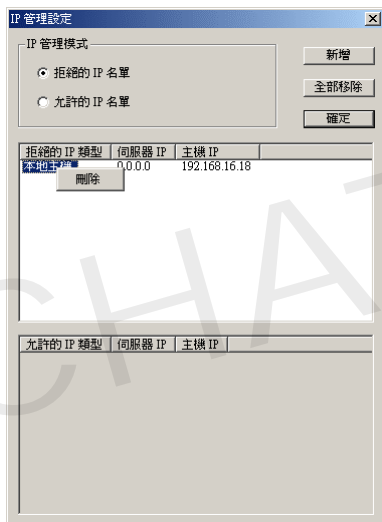 IP 管理設定
IP 管理模式
拒絕的 IP 名單
允許的 IP 名單
新增
全部移除
確定
拒絕的 IP 類型 伺服器 IP 主機 IP
本地主機 0.0.0.0 192.168.16.18
刪除
允許的 IP 類型 伺服器 IP 主機 IP
CHAT